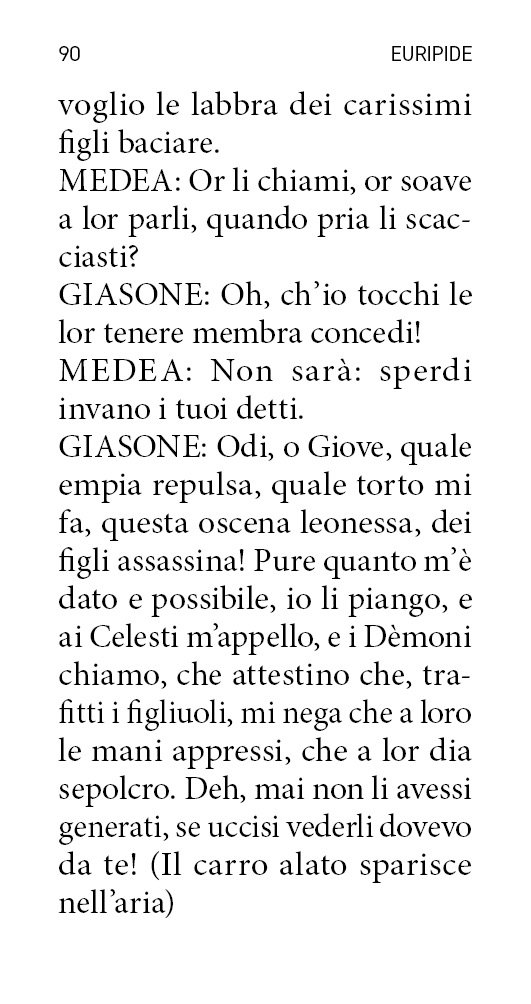 90 EURIPIDE
voglio le labbra dei carissimi
figli baciare.
MEDEA: Or li chiami, or soave
a lor parli, quando pria li scac-
ciasti?
GIASONE: Oh, ch’io tocchi le
lor tenere membra concedi!
MEDEA: Non sarà: sperdi
invano i tuoi detti.
GIASONE: Odi, o Giove, quale
empia repulsa, quale torto mi
fa, questa oscena leonessa, dei
figli assassina! Pure quanto m’è
dato e possibile, io li piango, e
ai Celesti m’appello, e i Dèmoni
chiamo, che attestino che, tra-
fitti i figliuoli, mi nega che a loro
le mani appressi, che a lor dia
sepolcro. Deh, mai non li avessi
generati, se uccisi vederli dovevo
da te! (Il carro alato sparisce
nell’aria)